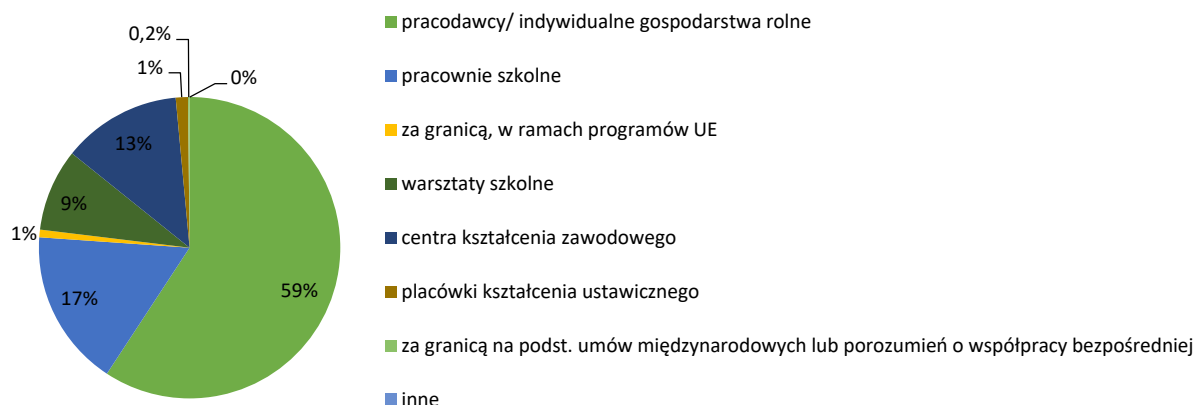 0,2%
1%
0%
13%
9%
1%
17%
59%
pracodawcy/ indywidualne gospodarstwa rolne
pracownie szkolne
za granicą, w ramach programów UE
warsztaty szkolne
centra kształcenia zawodowego
placówki kształcenia ustawicznego
za granicą na podst. umów międzynarodowych lub porozumień o współpracy bezpośredniej
inne